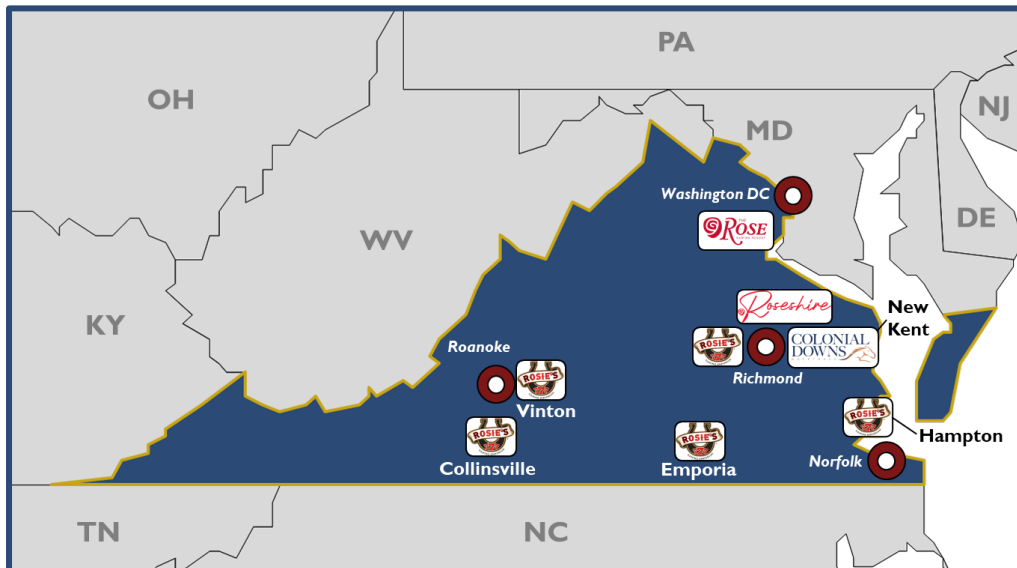 PA
OH
NJ
MD
Washington DC
DE
THE
ROSE
WV
Roseshire
New
Kent
KY
ROSIE'S
COLONIAL
DOWNS
Roanoke
Richmond
ROSIE'S
Vinton
ROSIE'S
Hampton
ROSIE'S
ROSIE'S
Collinsville
Emporia
Norfolk
TN
NC